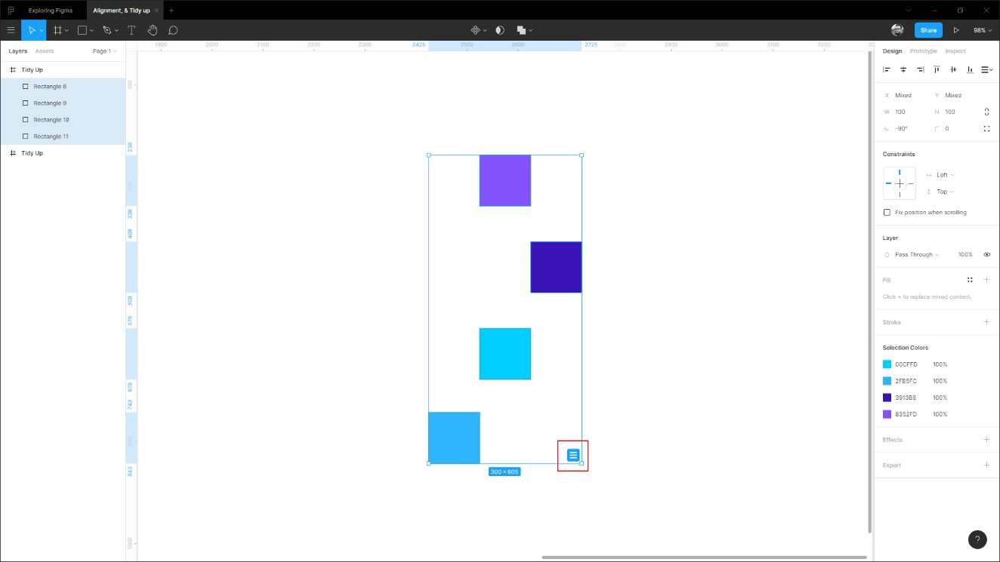 Exploring Figma
Alignment, & Tidy up
Share
98%
Layers
Assets
Page 1
1900
2000
2100
2200
2300
2425
2500
2600
2725
2800
2900
3000
3100
3200
Design
Prototype
Inspect
Tidy Up
Rectangle 8
Rectangle 9
Rectangle 10
Rectangle 11
Tidy Up
100
238
300
338
408
508
578
678
743
800
843
1000
300 × 605
X Mixed
Y Mixed
W 100
H 100
-90°
0
Constraints
Left
Top
Fix position when scrolling
Layer
Pass Through
100%
Fill
Click + to replace mixed content.
Stroke
Selection Colors
00CFFD 100%
2FB5FC 100%
3913B8 100%
8352FD 100%
Effects
Export
?